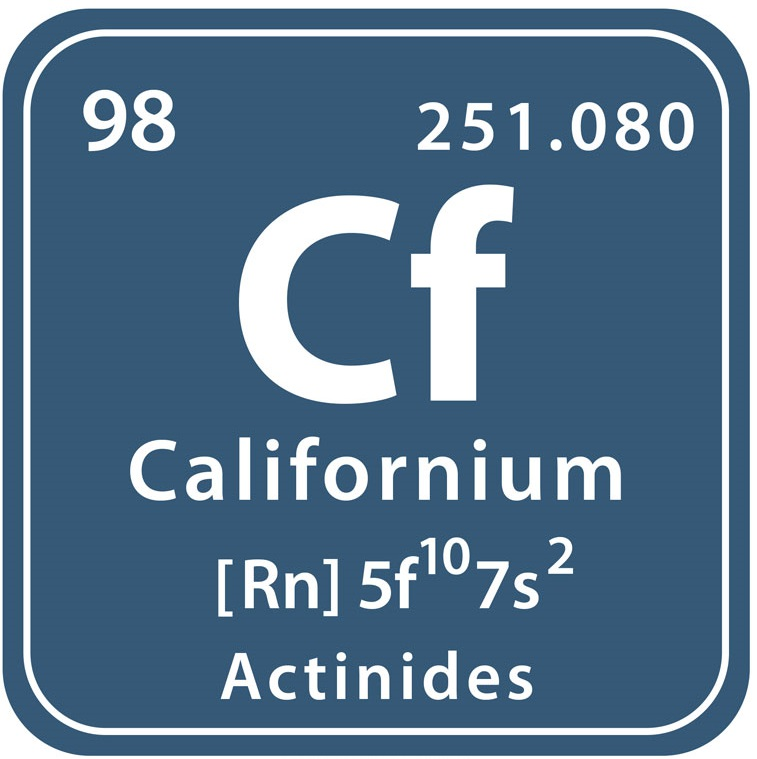 98 251.080
Cf
Californium
[Rn] 5f¹⁰7s²
Actinides